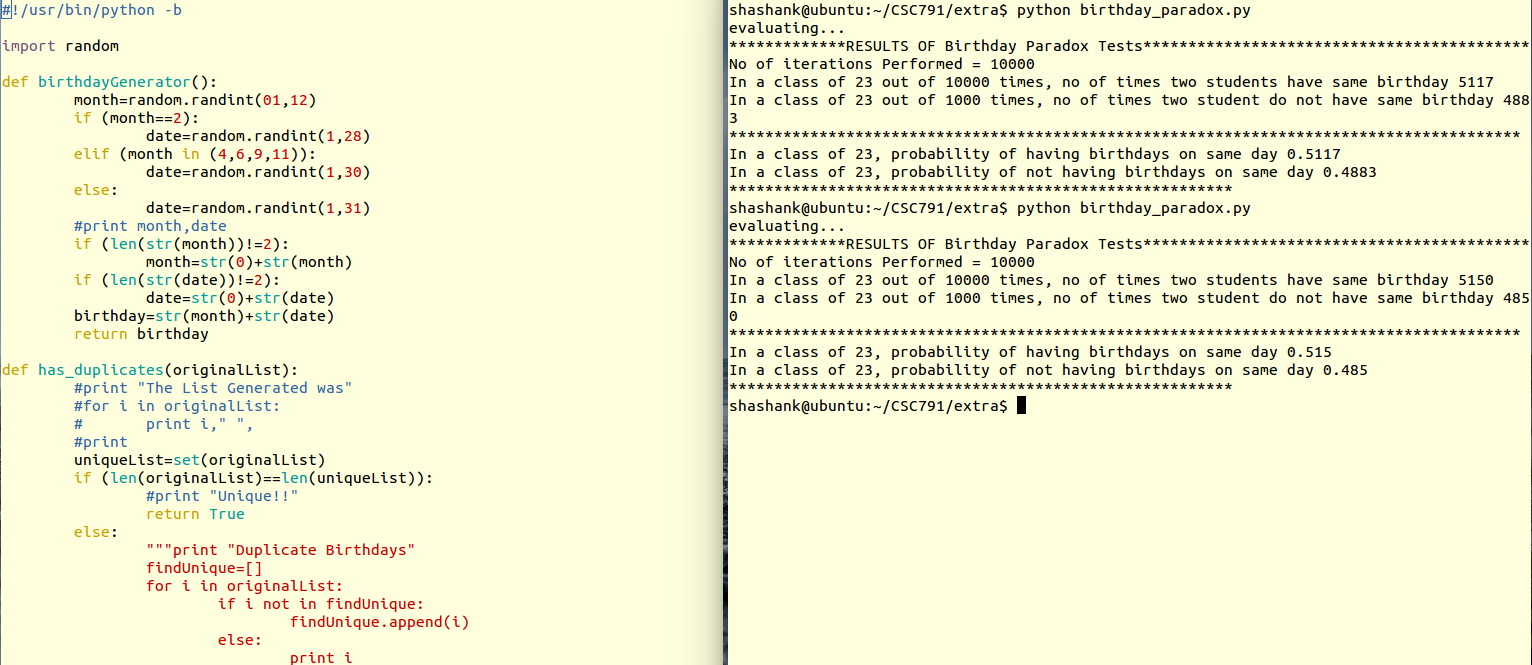 #!/usr/bin/python -b
import random
def birthdayGenerator():
month=random.randint(01,12)
if (month==2):
date=random.randint(1,28)
elif (month in (4,6,9,11)):
date=random.randint(1,30)
else:
date=random.randint(1,31)
#print month,date
if (len(str(month))!=2):
month=str(0)+str(month)
if (len(str(date))!=2):
date=str(0)+str(date)
birthday=str(month)+str(date)
return birthday
def has_duplicates(originalList):
#print "The List Generated was"
#for i in originalList:
#       print i," ",
#print
uniqueList=set(originalList)
if (len(originalList)==len(uniqueList)):
#print "Unique!!"
return True
else:
"""print "Duplicate Birthdays"
findUnique=[]
for i in originalList:
if i not in findUnique:
findUnique.append(i)
else:
print i
shashank@ubuntu:~/CSC791/extra$ python birthday_paradox.py
evaluating...
*************RESULTS OF Birthday Paradox Tests*******************************************
No of iterations Performed = 10000
In a class of 23 out of 10000 times, no of times two students have same birthday 5117
In a class of 23 out of 1000 times, no of times two student do not have same birthday 488
3
****************************************************************************************
In a class of 23, probability of having birthdays on same day 0.5117
In a class of 23, probability of not having birthdays on same day 0.4883
********************************************************
shashank@ubuntu:~/CSC791/extra$ python birthday_paradox.py
evaluating...
*************RESULTS OF Birthday Paradox Tests*******************************************
No of iterations Performed = 10000
In a class of 23 out of 10000 times, no of times two students have same birthday 5150
In a class of 23 out of 1000 times, no of times two student do not have same birthday 485
0
****************************************************************************************
In a class of 23, probability of having birthdays on same day 0.515
In a class of 23, probability of not having birthdays on same day 0.485
********************************************************
shashank@ubuntu:~/CSC791/extra$